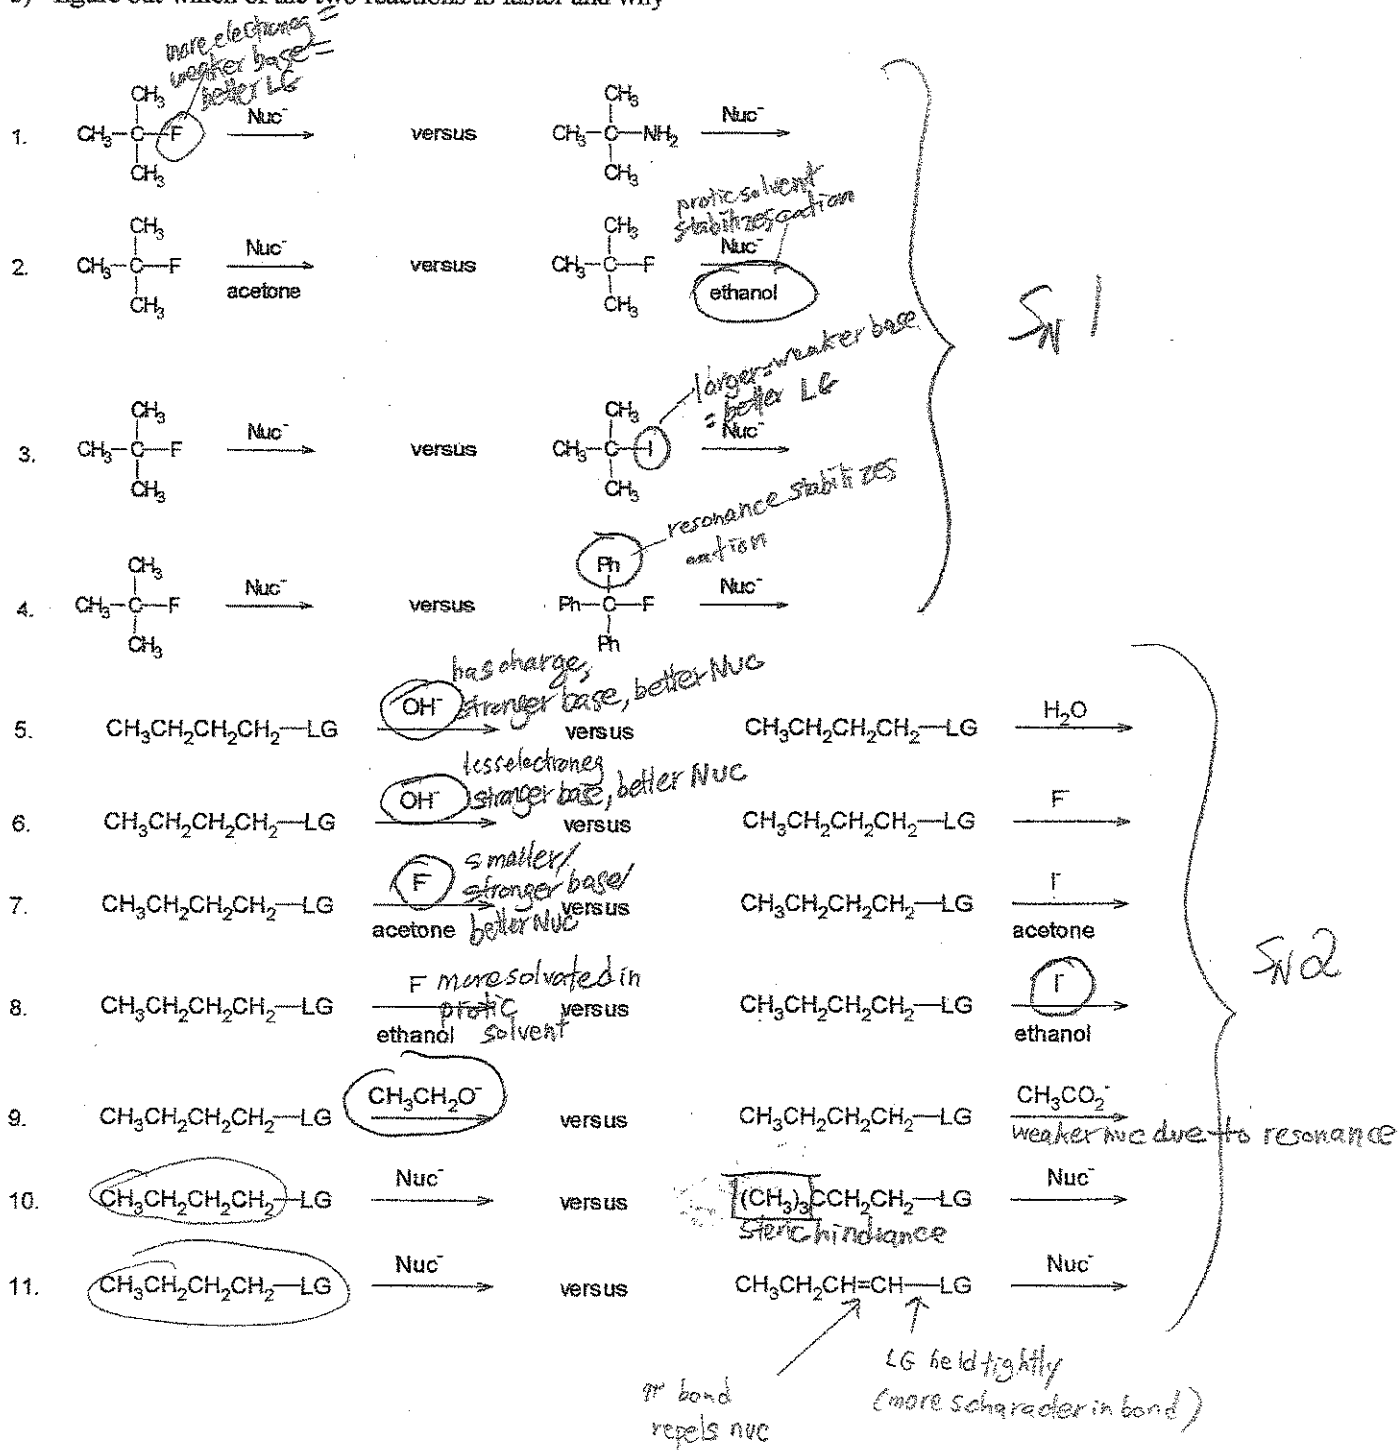 b) figure out which of the two reactions is faster and why
more electroneg =
weaker base =
better LG
CH₃ CH₃
1. CH₃-C-F Nuc⁻ versus CH₃-C-NH₂ Nuc⁻
CH₃ CH₃
protic solvent
stabilizes cation
CH₃ CH₃
2. CH₃-C-F Nuc⁻ versus CH₃-C-F Nuc⁻
acetone ethanol
CH₃ CH₃
SN1
larger=weaker base
= better LG
CH₃ CH₃
3. CH₃-C-F Nuc⁻ versus CH₃-C-I Nuc⁻
CH₃ CH₃
resonance stabilizes
cation
CH₃ Ph
4. CH₃-C-F Nuc⁻ versus Ph-C-F Nuc⁻
CH₃ Ph
has charge,
stronger base, better Nuc
5. CH₃CH₂CH₂CH₂-LG OH⁻ versus CH₃CH₂CH₂CH₂-LG H₂O
less electroneg
stronger base, better Nuc
6. CH₃CH₂CH₂CH₂-LG OH⁻ versus CH₃CH₂CH₂CH₂-LG F⁻
smaller/
stronger base/
better Nuc
7. CH₃CH₂CH₂CH₂-LG F⁻ versus CH₃CH₂CH₂CH₂-LG I⁻
acetone acetone
SN2
more solvated in
protic
solvent
8. CH₃CH₂CH₂CH₂-LG F⁻ versus CH₃CH₂CH₂CH₂-LG I⁻
ethanol ethanol
9. CH₃CH₂CH₂CH₂-LG CH₃CH₂O⁻ versus CH₃CH₂CH₂CH₂-LG CH₃CO₂⁻
weaker nuc due to resonance
10. CH₃CH₂CH₂CH₂-LG Nuc⁻ versus (CH₃)₃CCH₂CH₂-LG Nuc⁻
steric hindrance
11. CH₃CH₂CH₂CH₂-LG Nuc⁻ versus CH₃CH₂CH=CH-LG Nuc⁻
π bond
repels nuc
LG held tightly
(more s character in bond)